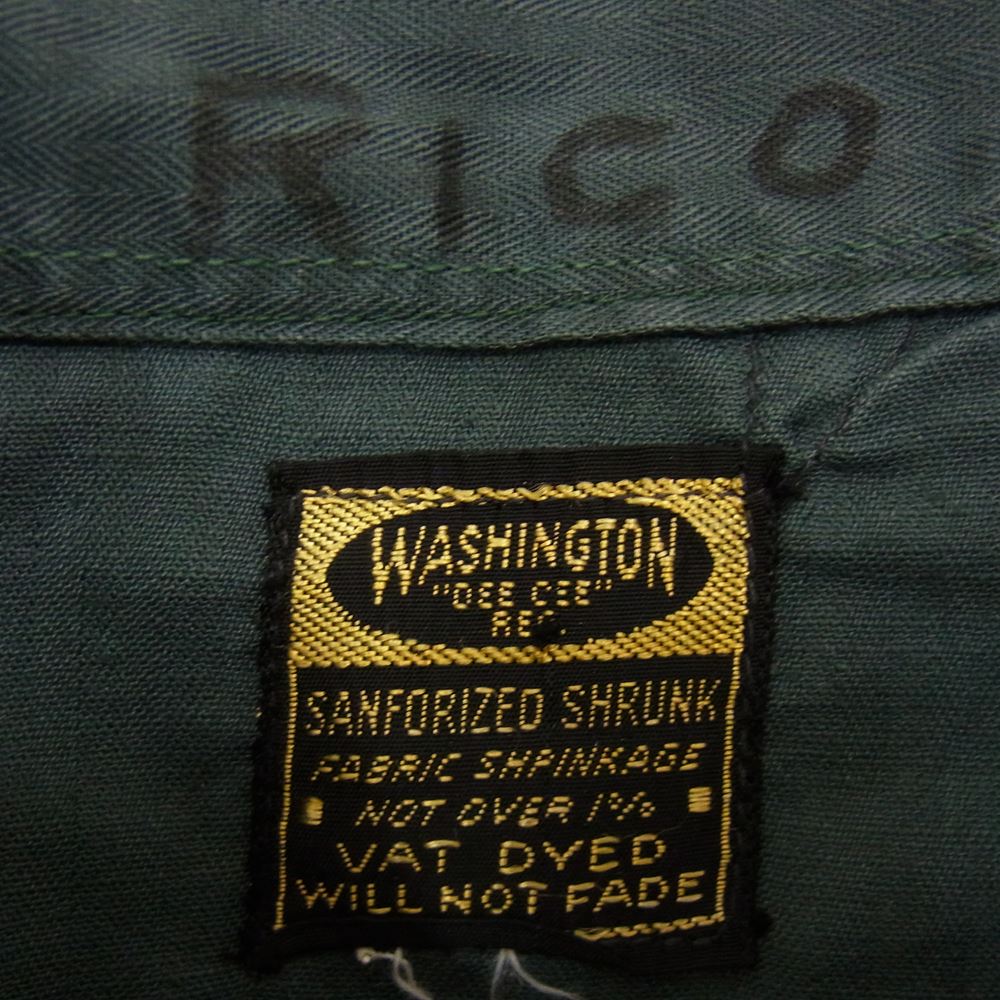 RICO
WASHINGTON
"DEE CEE"
REG.
SANFORIZED SHRUNK
FABRIC SHRINKAGE
NOT OVER 1%
VAT DYED
WILL NOT FADE